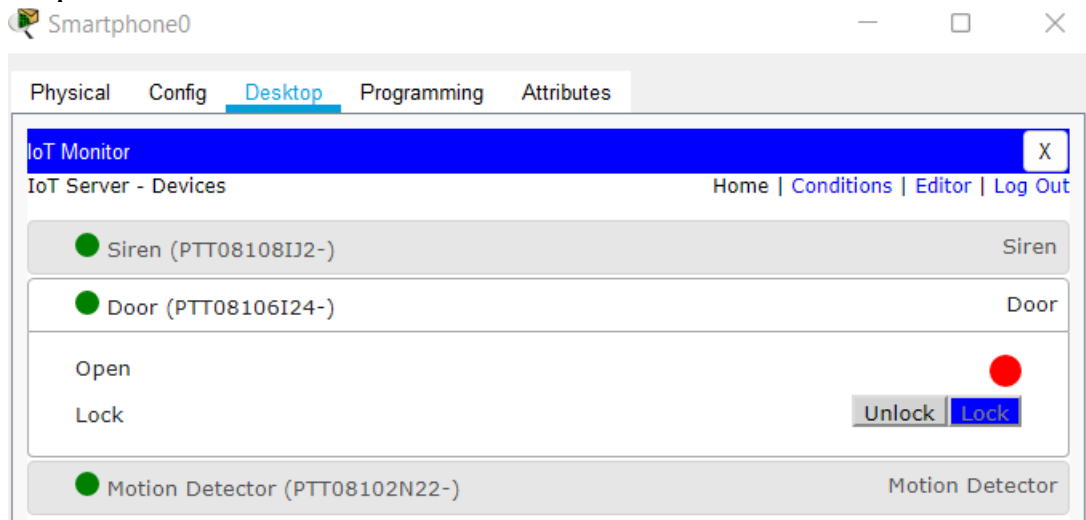 Smartphone0
Physical Config Desktop Programming Attributes
IoT Monitor X
IoT Server - Devices Home | Conditions | Editor | Log Out
Siren (PTT08108IJ2-) Siren
Door (PTT08106I24-) Door
Open
Lock Unlock Lock
Motion Detector (PTT08102N22-) Motion Detector